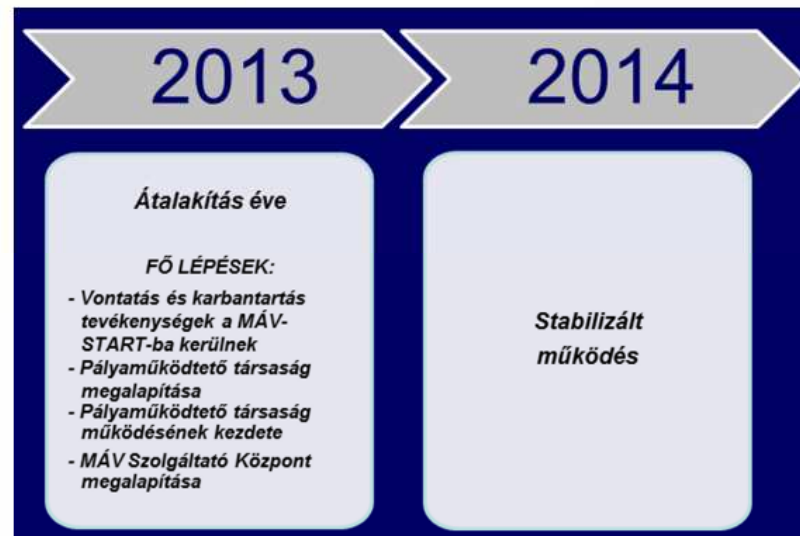 2013
2014
Átalakítás éve
FŐ LÉPÉSEK:
- Vontatás és karbantartás
tevékenységek a MÁV-
START-ba kerülnek
- Pályaműködtető társaság
megalapítása
- Pályaműködtető társaság
működésének kezdete
- MÁV Szolgáltató Központ
megalapítása
Stabilizált
működés